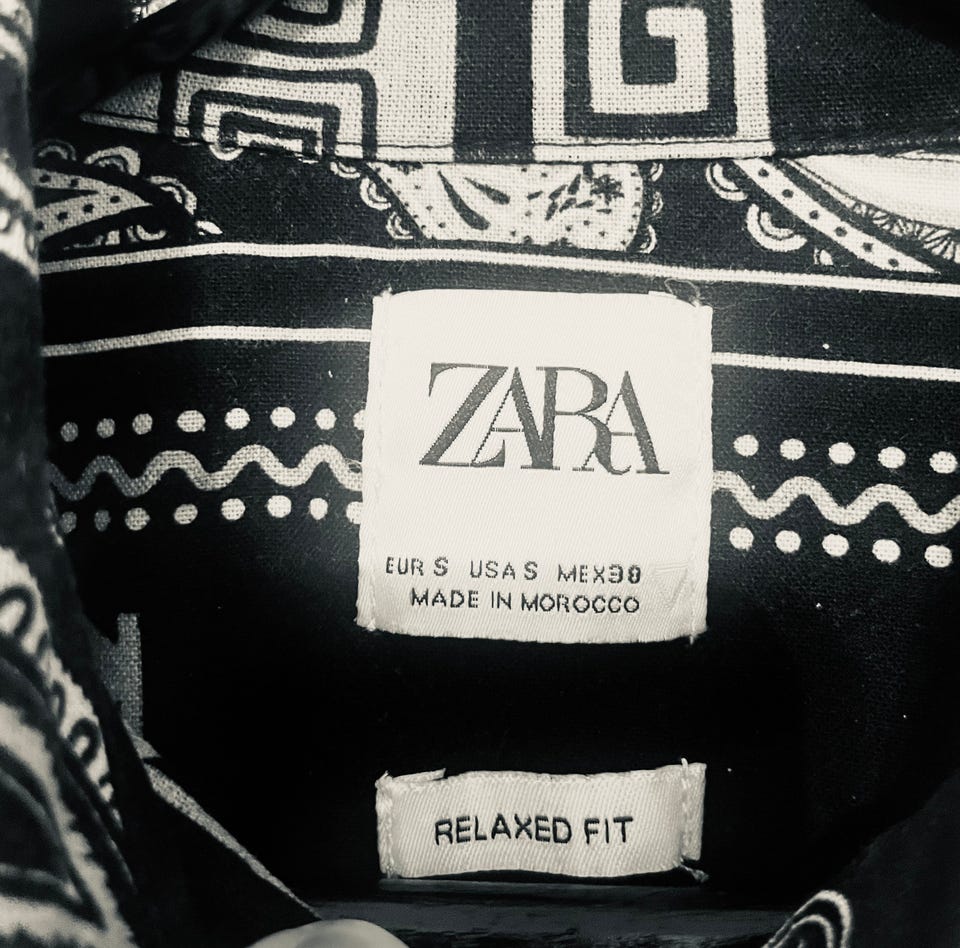 ZARA
EUR S USA S MEX 38
MADE IN MOROCCO
RELAXED FIT